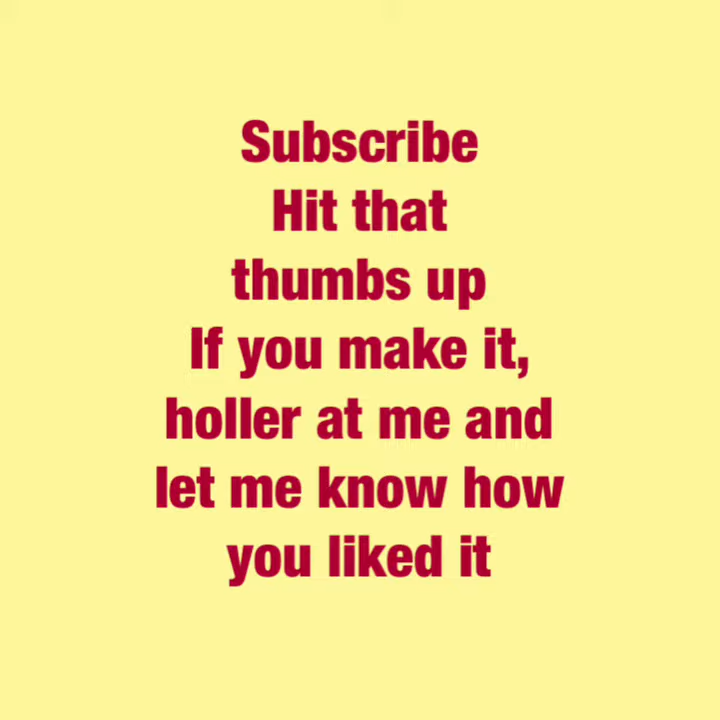 Subscribe
Hit that
thumbs up
If you make it,
holler at me and
let me know how
you liked it